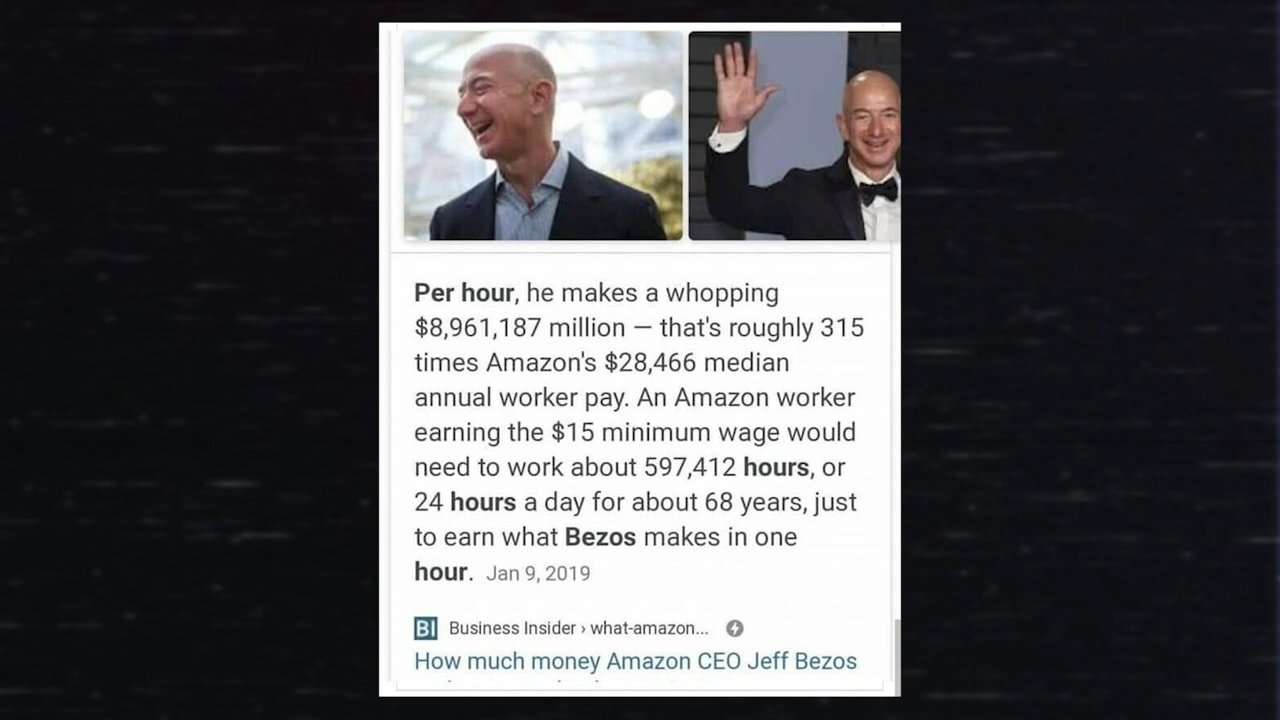 Per hour, he makes a whopping
$8,961,187 million — that's roughly 315
times Amazon's $28,466 median
annual worker pay. An Amazon worker
earning the $15 minimum wage would
need to work about 597,412 hours, or
24 hours a day for about 68 years, just
to earn what Bezos makes in one
hour. Jan 9, 2019
BI Business Insider › what-amazon...
How much money Amazon CEO Jeff Bezos